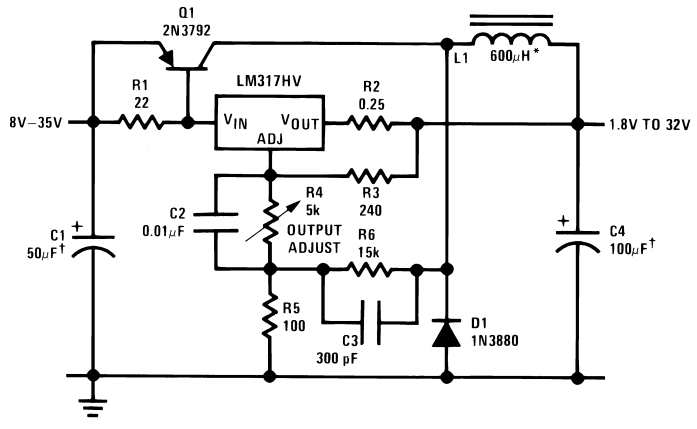 Q1
2N3792
L1
600μH*
R1
22
LM317HV
R2
0.25
8V–35V
VIN
VOUT
ADJ
1.8V TO 32V
R4
5k
R3
240
C2
0.01μF
OUTPUT
ADJUST
R6
15k
C1
50μF†
+
+
C4
100μF†
R5
100
C3
300 pF
D1
1N3880